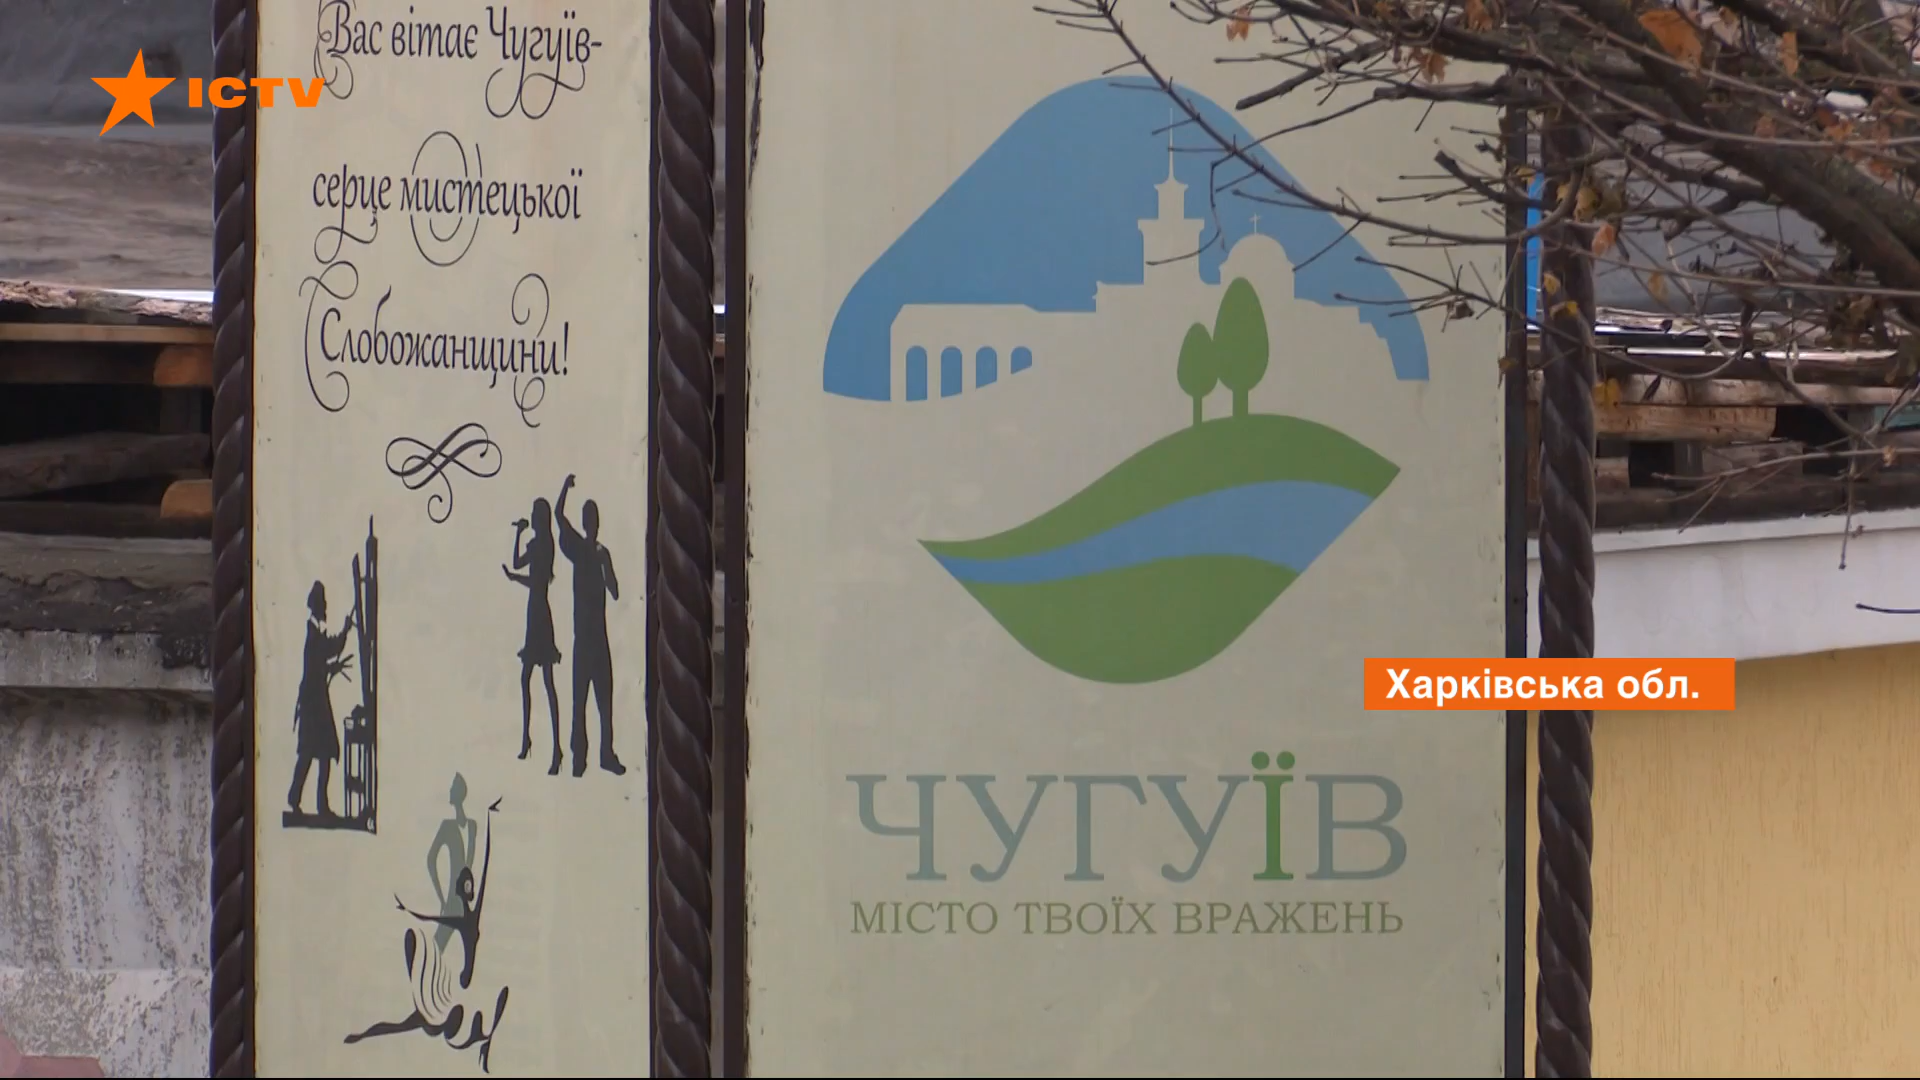 ICTV
Вас вітає Чугуїв-
серце мистецької
Слобожанщини!
ЧУГУЇВ
МІСТО ТВОЇХ ВРАЖЕНЬ
Харківська обл.